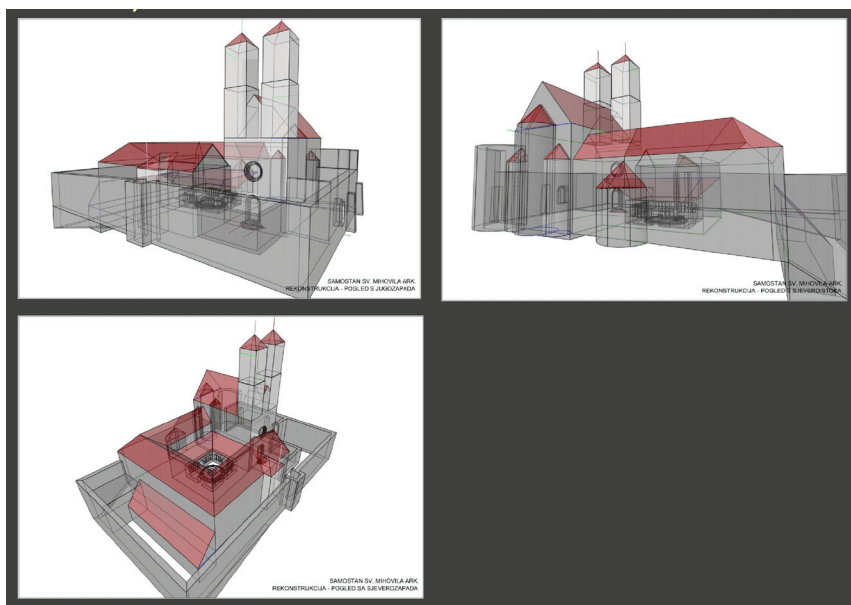 SAMOSTAN SV. MIHOVILA ARK.
REKONSTRUKCIJA - POGLED S JUGOZAPADA
SAMOSTAN SV. MIHOVILA ARK.
REKONSTRUKCIJA - POGLED S SJEVEROISTOKA
SAMOSTAN SV. MIHOVILA ARK.
REKONSTRUKCIJA - POGLED SA SJEVEROZAPADA